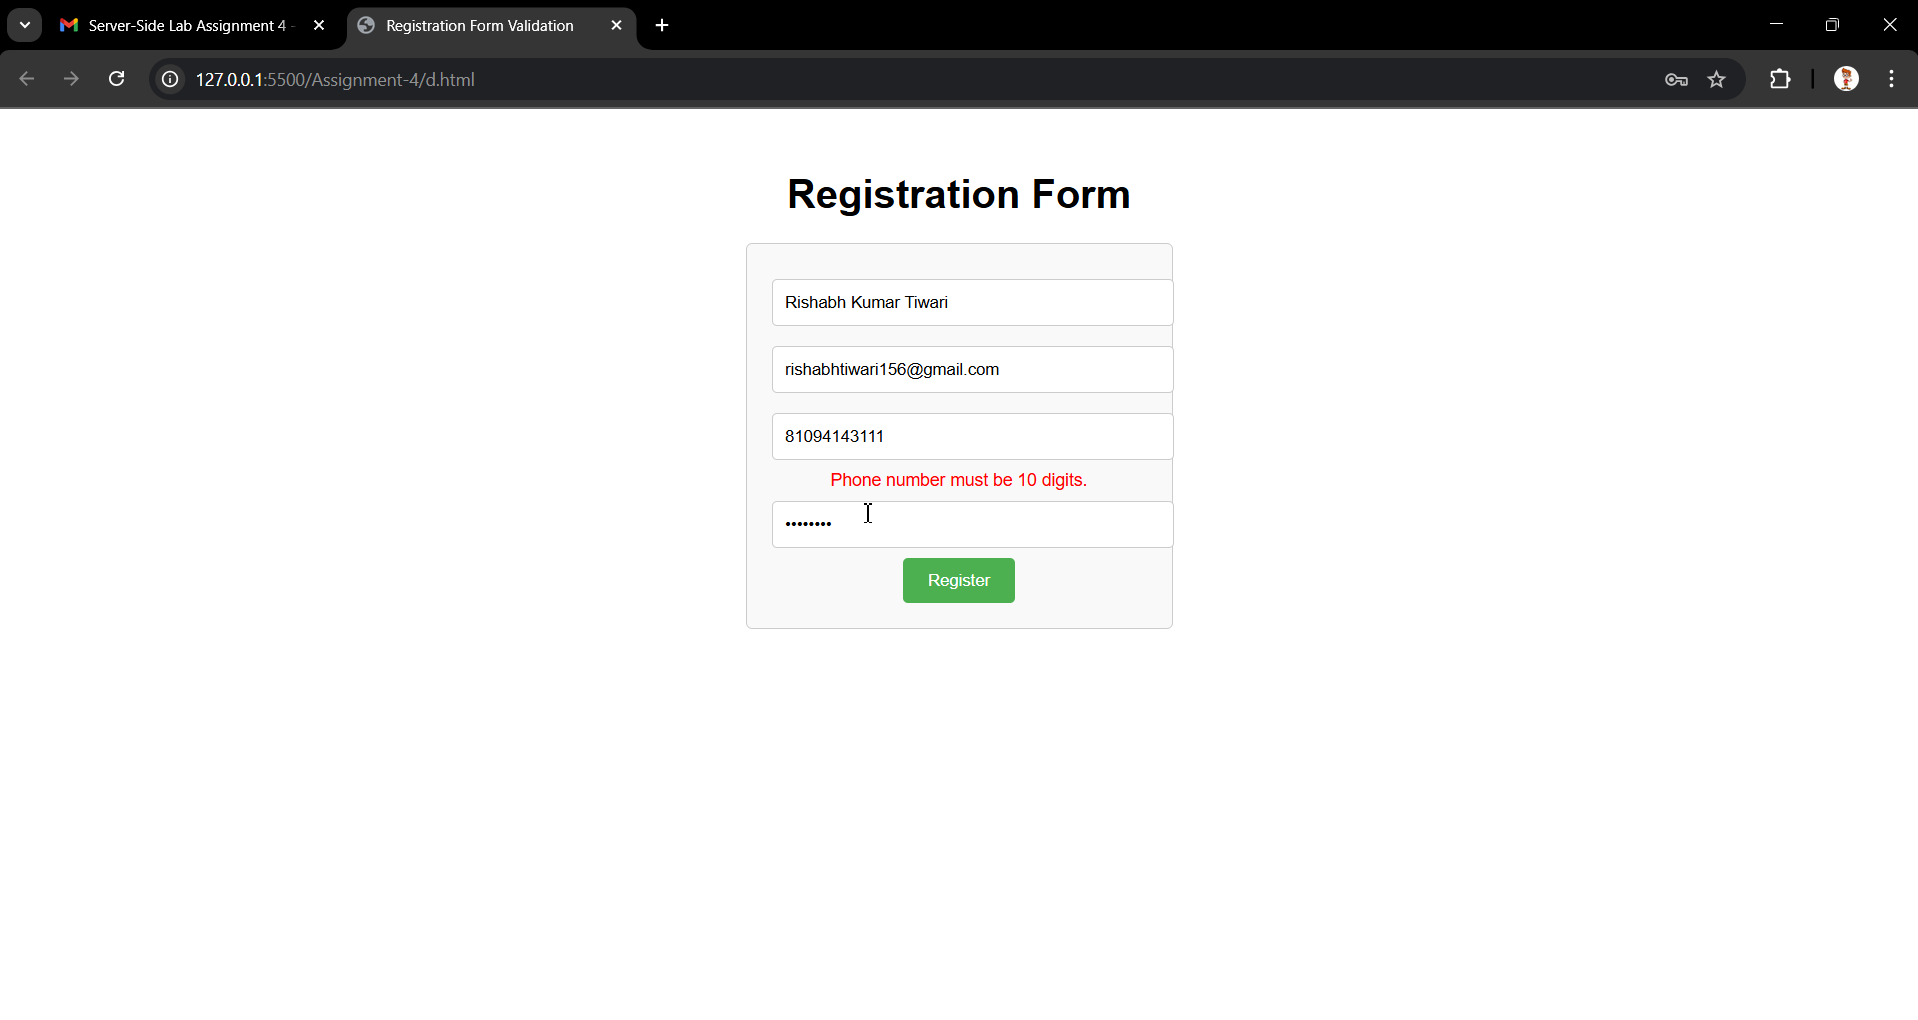 Server-Side Lab Assignment 4 -
Registration Form Validation
127.0.0.1:5500/Assignment-4/d.html
Registration Form
Rishabh Kumar Tiwari
rishabhtiwari156@gmail.com
81094143111
Phone number must be 10 digits.
••••••••
Register